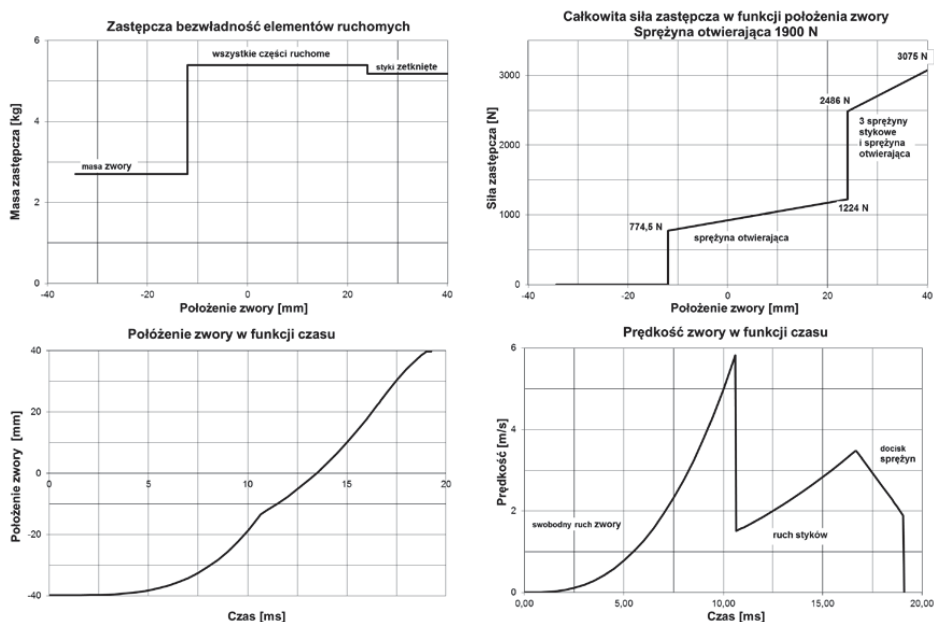 Zastępcza bezwładność elementów ruchomych
6
4
2
0
-40
-20
0
20
40
Masa zastępcza [kg]
masa zwory
wszystkie części ruchome
styki zetknięte
Położenie zwory [mm]
Całkowita siła zastępcza w funkcji położenia zwory
Sprężyna otwierająca 1900 N
3000
2000
1000
0
-40
-20
0
20
40
Siła zastępcza [N]
3075 N
2486 N
3 sprężyny
stykowe
i sprężyna
otwierająca
1224 N
774,5 N
sprężyna otwierająca
Położenie zwory [mm]
Połóżenie zwory w funkcji czasu
40
20
0
-20
-40
0
5
10
15
20
Położenie zwory [mm]
Czas [ms]
Prędkość zwory w funkcji czasu
6
4
2
0
0,00
5,00
10,00
15,00
20,00
Prędkość [m/s]
swobodny ruch zwory
ruch styków
docisk
sprężyn
Czas [ms]